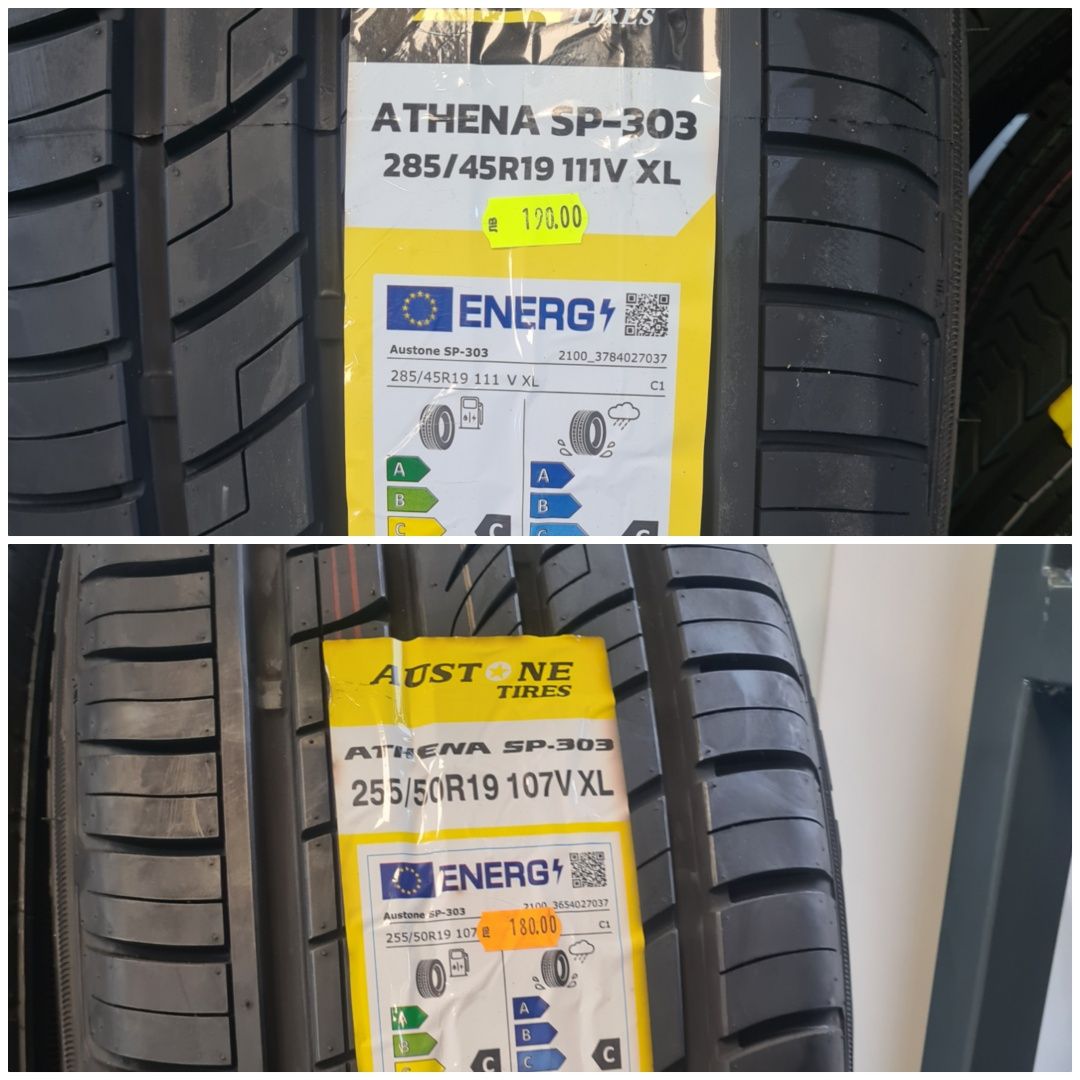 TIRES
ATHENA SP-303
285/45R19 111V XL
лв 190.00
ENERG
Austone SP-303 2100_3784027037
285/45R19 111 V XL C1
A A
B B
C C C C
AUSTONE
TIRES
ATHENA SP-303
255/50R19 107V XL
ENERG
Austone SP-303 2100_3654027037
255/50R19 107 лв 180.00 C1
A A
B B
C C C